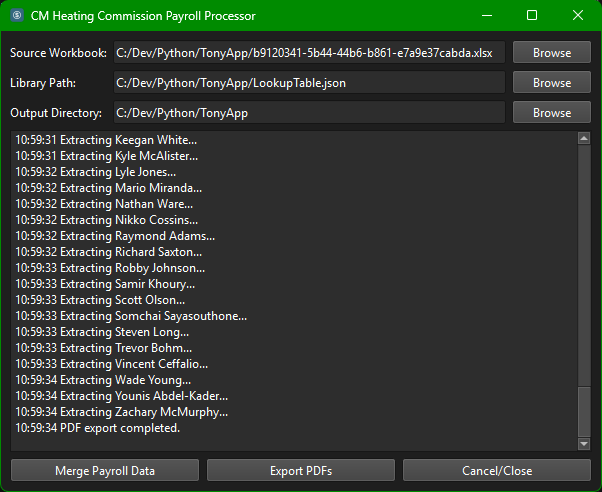 CM Heating Commission Payroll Processor
Source Workbook: C:/Dev/Python/TonyApp/b9120341-5b44-44b6-b861-e7a9e37cabda.xlsx Browse
Library Path: C:/Dev/Python/TonyApp/LookupTable.json Browse
Output Directory: C:/Dev/Python/TonyApp Browse
10:59:31 Extracting Keegan White...
10:59:31 Extracting Kyle McAlister...
10:59:32 Extracting Lyle Jones...
10:59:32 Extracting Mario Miranda...
10:59:32 Extracting Nathan Ware...
10:59:32 Extracting Nikko Cossins...
10:59:32 Extracting Raymond Adams...
10:59:32 Extracting Richard Saxton...
10:59:33 Extracting Robby Johnson...
10:59:33 Extracting Samir Khoury...
10:59:33 Extracting Scott Olson...
10:59:33 Extracting Somchai Sayasouthone...
10:59:33 Extracting Steven Long...
10:59:33 Extracting Trevor Bohm...
10:59:33 Extracting Vincent Ceffalio...
10:59:34 Extracting Wade Young...
10:59:34 Extracting Younis Abdel-Kader...
10:59:34 Extracting Zachary McMurphy...
10:59:34 PDF export completed.
Merge Payroll Data Export PDFs Cancel/Close